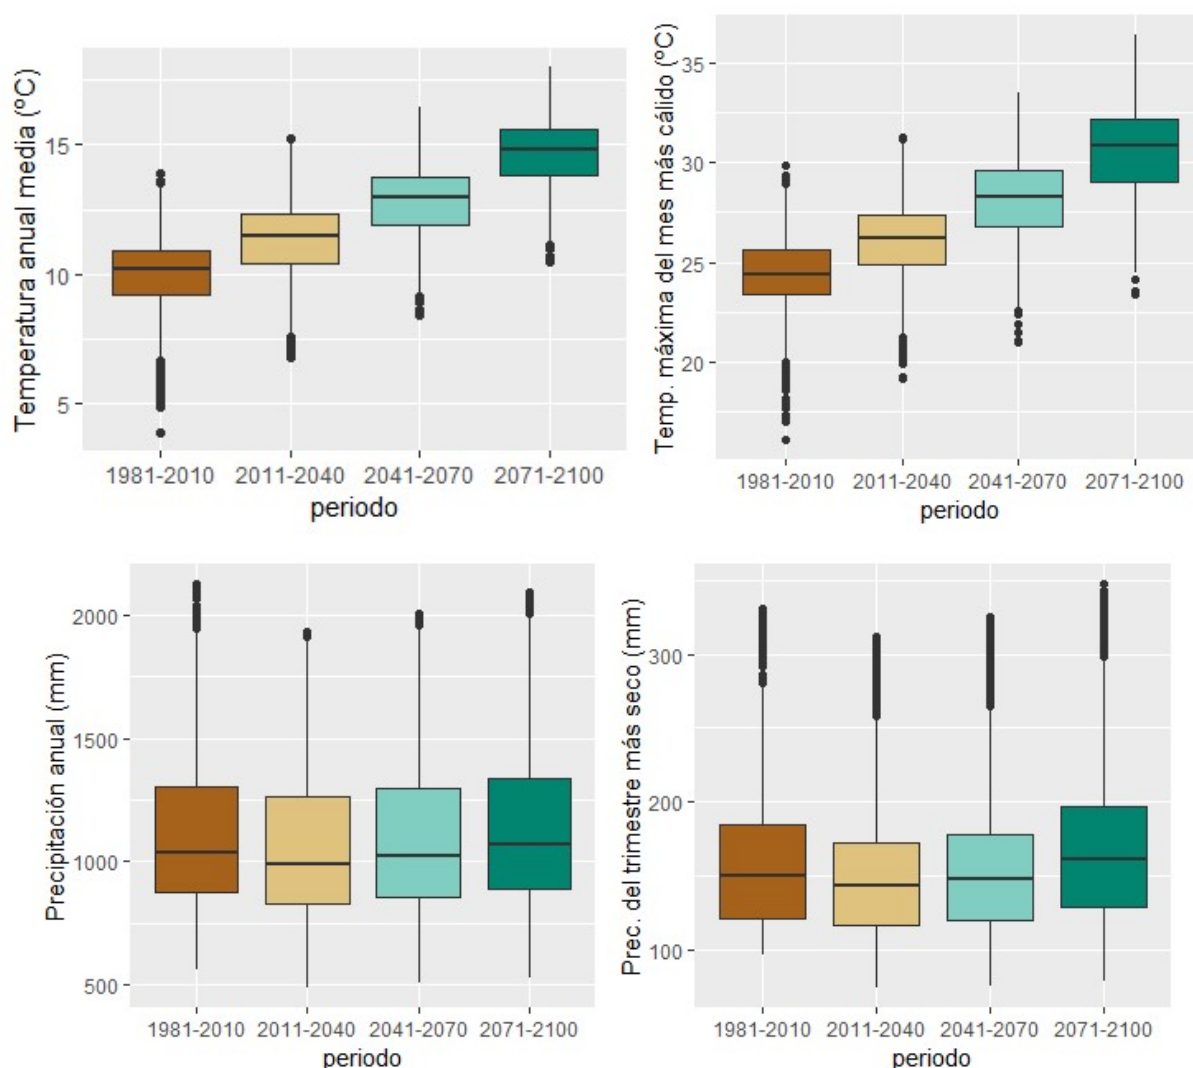 Temperatura anual media (ºC)
15
10
5
1981-2010 2011-2040 2041-2070 2071-2100
periodo
Temp. máxima del mes más cálido (ºC)
35
30
25
20
1981-2010 2011-2040 2041-2070 2071-2100
periodo
Precipitación anual (mm)
2000
1500
1000
500
1981-2010 2011-2040 2041-2070 2071-2100
periodo
Prec. del trimestre más seco (mm)
300
200
100
1981-2010 2011-2040 2041-2070 2071-2100
periodo